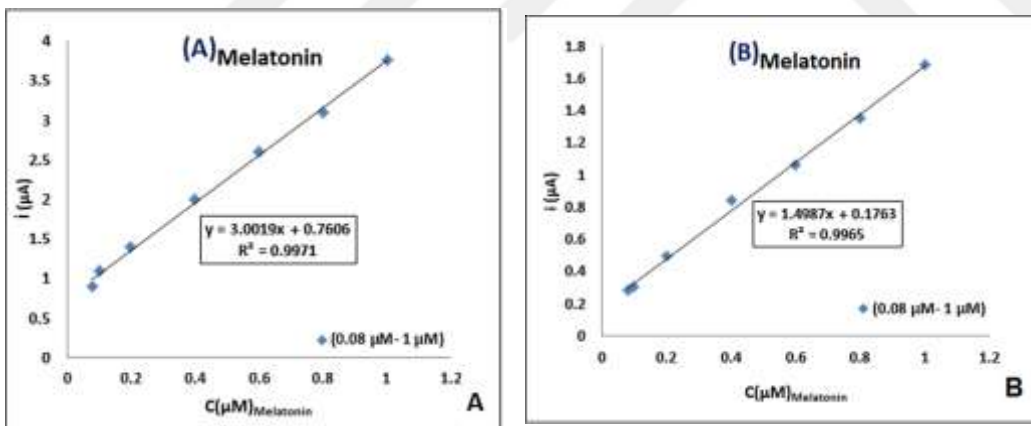 (A)Melatonin
4
3.5
3
2.5
2
1.5
1
0.5
0
i (µA)
y = 3.0019x + 0.7606
R² = 0.9971
(0.08 µM- 1 µM)
0 0.2 0.4 0.6 0.8 1 1.2
C(µM)Melatonin
A
(B)Melatonin
1.8
1.6
1.4
1.2
1
0.8
0.6
0.4
0.2
0
i (µA)
y = 1.4987x + 0.1763
R² = 0.9965
(0.08 µM- 1 µM)
0 0.2 0.4 0.6 0.8 1 1.2
C(µM)Melatonin
B